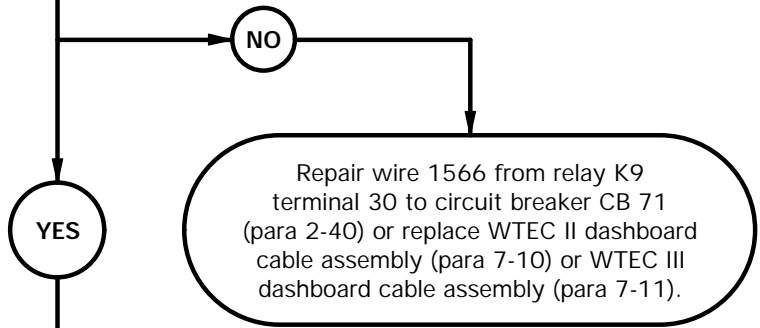 NO
YES
Repair wire 1566 from relay K9
terminal 30 to circuit breaker CB 71
(para 2-40) or replace WTEC II dashboard
cable assembly (para 7-10) or WTEC III
dashboard cable assembly (para 7-11).